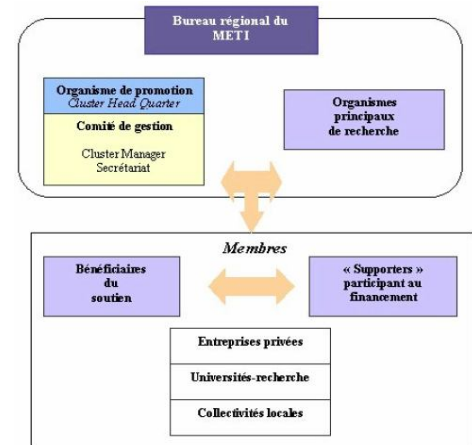 Bureau régional du
METI
Organisme de promotion
Cluster Head Quarter
Comité de gestion
Cluster Manager
Secrétariat
Organismes
principaux
de recherche
Membres
Bénéficiaires
du
soutien
« Supporters »
participant au
financement
Entreprises privées
Universités-recherche
Collectivités locales